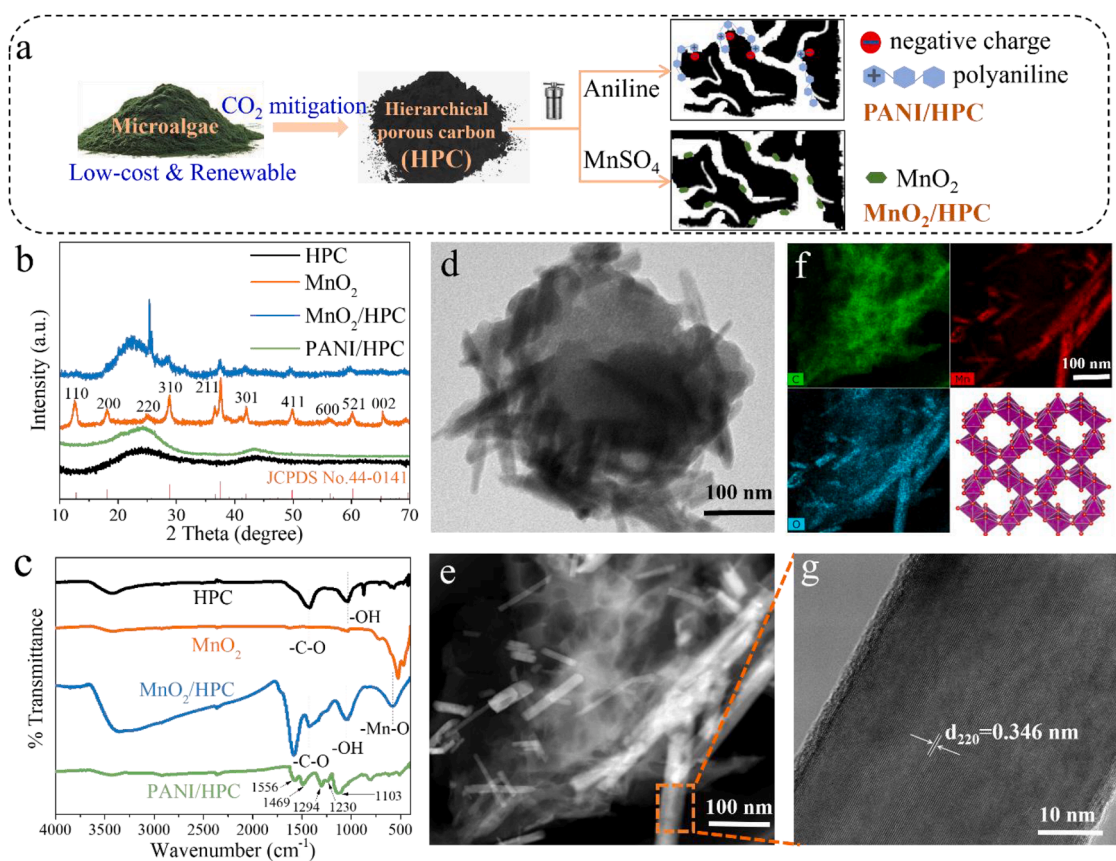 a
Microalgae
Low-cost & Renewable
CO₂ mitigation
Hierarchical
porous carbon
(HPC)
Aniline
MnSO₄
negative charge
+
polyaniline
PANI/HPC
MnO₂
MnO₂/HPC
b
HPC
MnO₂
MnO₂/HPC
PANI/HPC
Intensity (a.u.)
110
200
220
310
211
301
411
600
521
002
JCPDS No.44-0141
10 20 30 40 50 60 70
2 Theta (degree)
c
% Transmittance
HPC
-OH
-C-O
MnO₂
MnO₂/HPC
-Mn-O
-OH
-C-O
PANI/HPC
1556
1469
1294
1230
1103
4000 3500 3000 2500 2000 1500 1000 500
Wavenumber (cm⁻¹)
d
100 nm
e
100 nm
f
C
Mn
100 nm
O
g
d₂₂₀=0.346 nm
10 nm